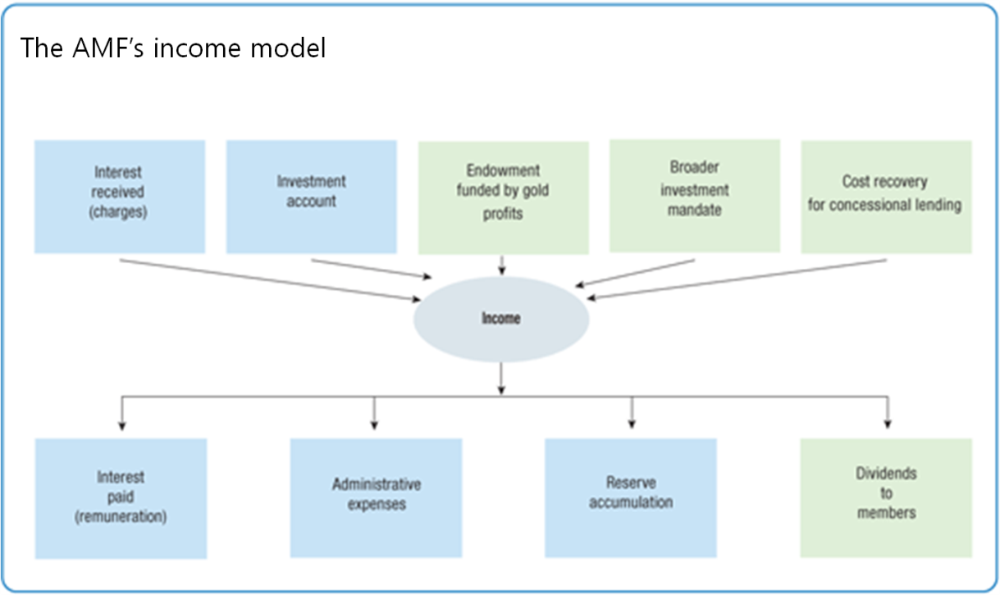 The AMF's income model
Interest
received
(charges)
Investment
account
Endowment
funded by gold
profits
Broader
investment
mandate
Cost recovery
for concessional lending
Income
Interest
paid
(remuneration)
Administrative
expenses
Reserve
accumulation
Dividends
to
members